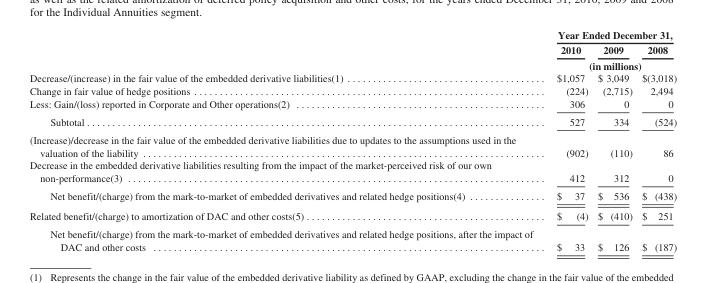 as well as the related amortization of deferred policy acquisition and other costs, for the years ended December 31, 2010, 2009 and 2008
for the Individual Annuities segment.
Year Ended December 31,
2010 2009 2008
(in millions)
Decrease/(increase) in the fair value of the embedded derivative liabilities(1) $1,057 $ 3,049 $(3,018)
Change in fair value of hedge positions (224) (2,715) 2,494
Less: Gain/(loss) reported in Corporate and Other operations(2) 306 0 0
Subtotal 527 334 (524)
(Increase)/decrease in the fair value of the embedded derivative liabilities due to updates to the assumptions used in the
valuation of the liability (902) (110) 86
Decrease in the embedded derivative liabilities resulting from the impact of the market-perceived risk of our own
non-performance(3) 412 312 0
Net benefit/(charge) from the mark-to-market of embedded derivatives and related hedge positions(4) $ 37 $ 536 $ (438)
Related benefit/(charge) to amortization of DAC and other costs(5) $ (4) $ (410) $ 251
Net benefit/(charge) from the mark-to-market of embedded derivatives and related hedge positions, after the impact of
DAC and other costs $ 33 $ 126 $ (187)
(1) Represents the change in the fair value of the embedded derivative liability as defined by GAAP, excluding the change in the fair value of the embedded